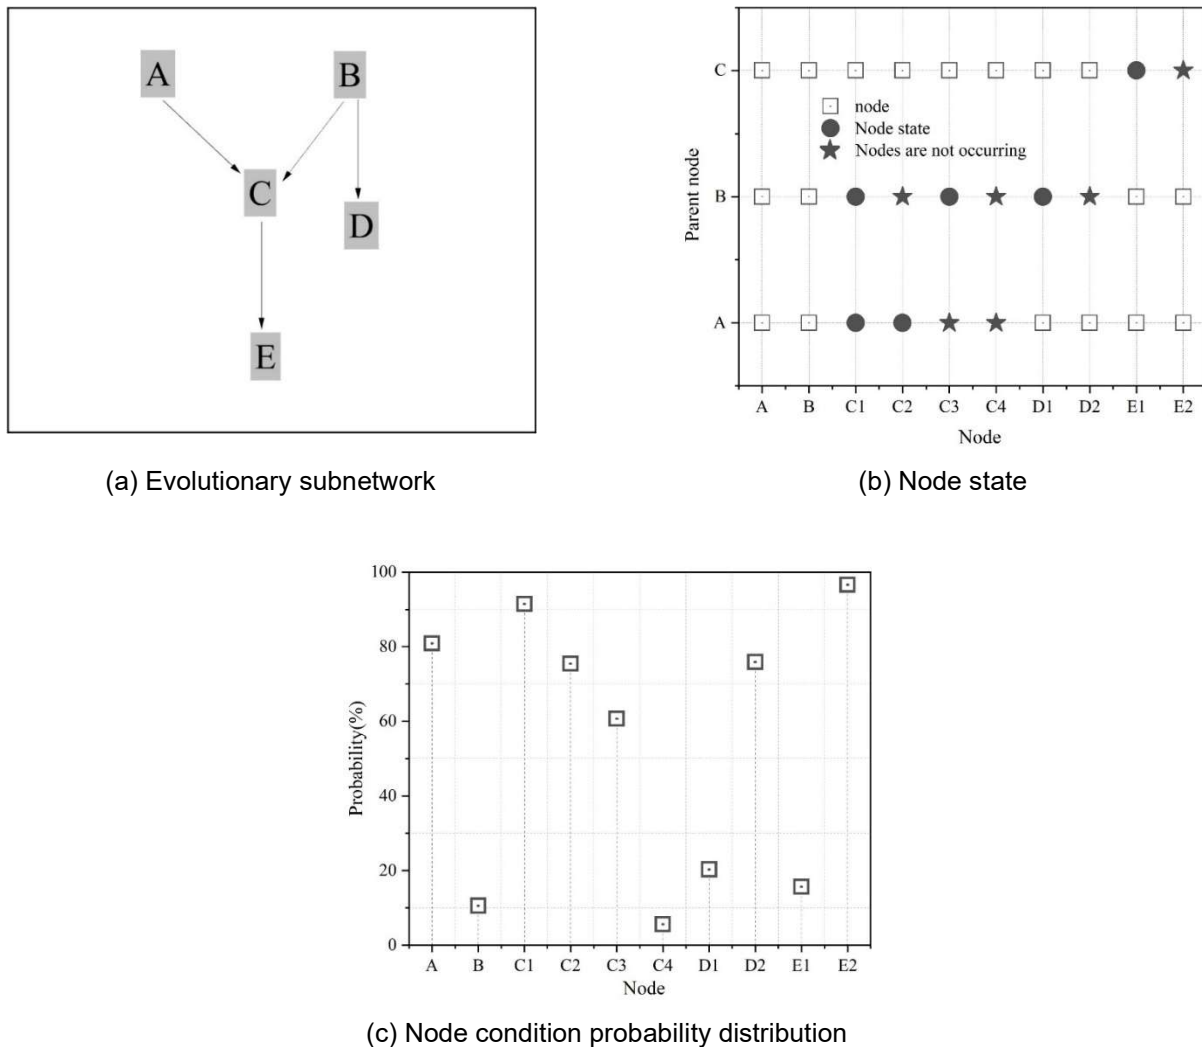 A
B
C
D
E
(a) Evolutionary subnetwork
C
node
Node state
Nodes are not occurring
B
A
Parent node
A B C1 C2 C3 C4 D1 D2 E1 E2
Node
(b) Node state
100
80
60
40
20
0
Probability(%)
A B C1 C2 C3 C4 D1 D2 E1 E2
Node
(c) Node condition probability distribution